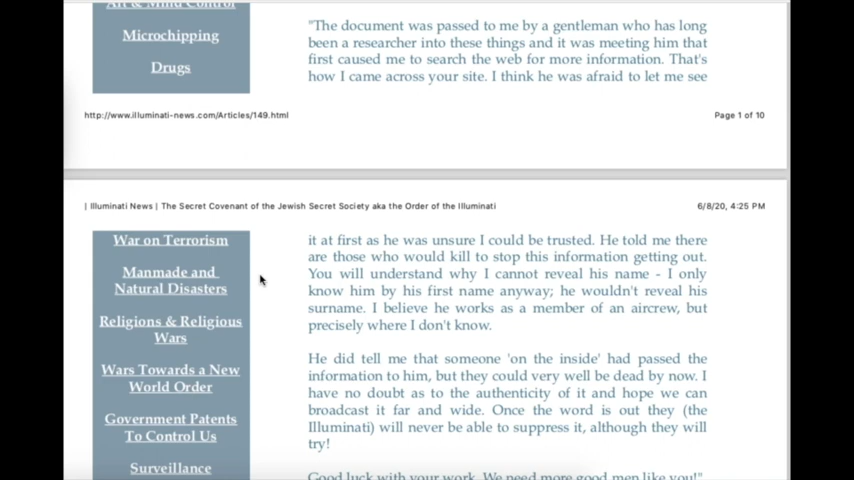 Art & Mind Control
Microchipping
Drugs
"The document was passed to me by a gentleman who has long
been a researcher into these things and it was meeting him that
first caused me to search the web for more information. That's
how I came across your site. I think he was afraid to let me see
http://www.illuminati-news.com/Articles/149.html
Page 1 of 10
| Illuminati News | The Secret Covenant of the Jewish Secret Society aka the Order of the Illuminati
6/8/20, 4:25 PM
War on Terrorism
Manmade and
Natural Disasters
Religions & Religious
Wars
Wars Towards a New
World Order
Government Patents
To Control Us
Surveillance
it at first as he was unsure I could be trusted. He told me there
are those who would kill to stop this information getting out.
You will understand why I cannot reveal his name - I only
know him by his first name anyway; he wouldn't reveal his
surname. I believe he works as a member of an aircrew, but
precisely where I don't know.
He did tell me that someone 'on the inside' had passed the
information to him, but they could very well be dead by now. I
have no doubt as to the authenticity of it and hope we can
broadcast it far and wide. Once the word is out they (the
Illuminati) will never be able to suppress it, although they will
try!
Good luck with your work. We need more good men like you!"